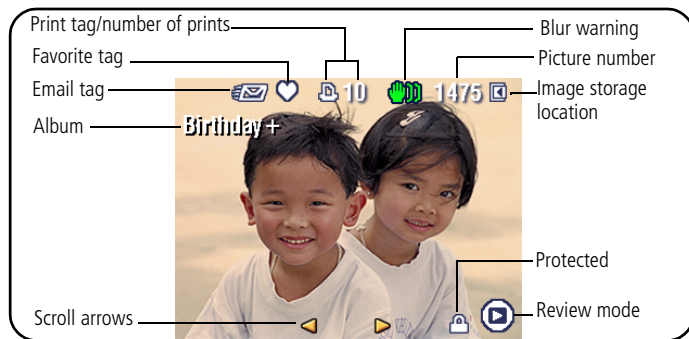 Print tag/number of prints
Favorite tag
Email tag
Album
Blur warning
Picture number
Image storage
location
10
1475
Birthday +
Protected
Review mode
Scroll arrows